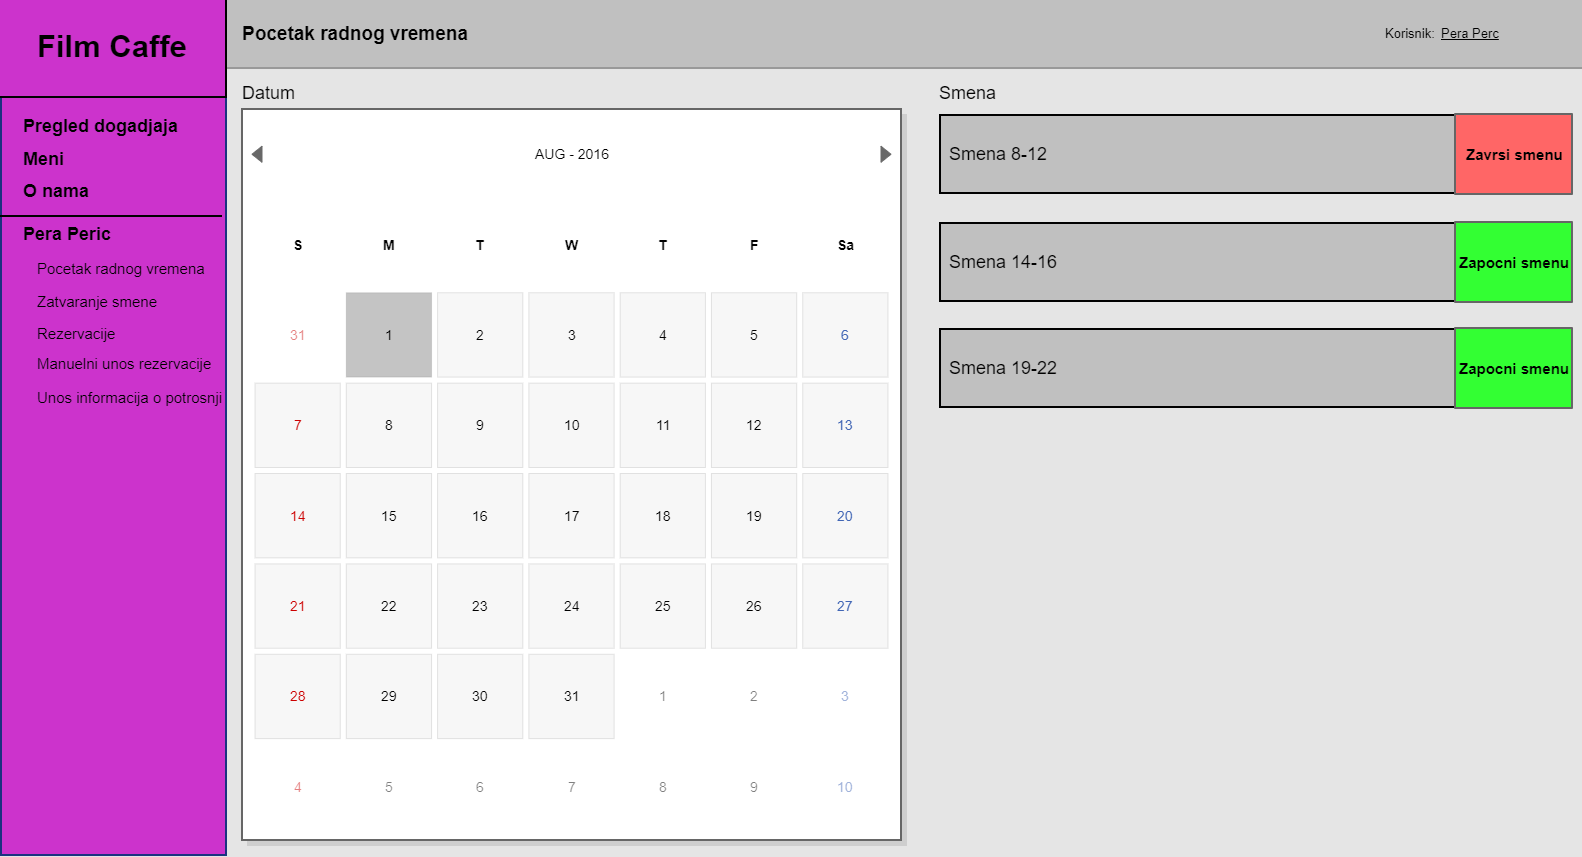 Film Caffe
Pregled dogadjaja
Meni
O nama
Pera Peric
Pocetak radnog vremena
Zatvaranje smene
Rezervacije
Manuelni unos rezervacije
Unos informacija o potrosnji
Pocetak radnog vremena
Korisnik: Pera Perc
Datum
AUG - 2016
S M T W T F Sa
31 1 2 3 4 5 6
7 8 9 10 11 12 13
14 15 16 17 18 19 20
21 22 23 24 25 26 27
28 29 30 31 1 2 3
4 5 6 7 8 9 10
Smena
Smena 8-12 Zavrsi smenu
Smena 14-16 Zapocni smenu
Smena 19-22 Zapocni smenu